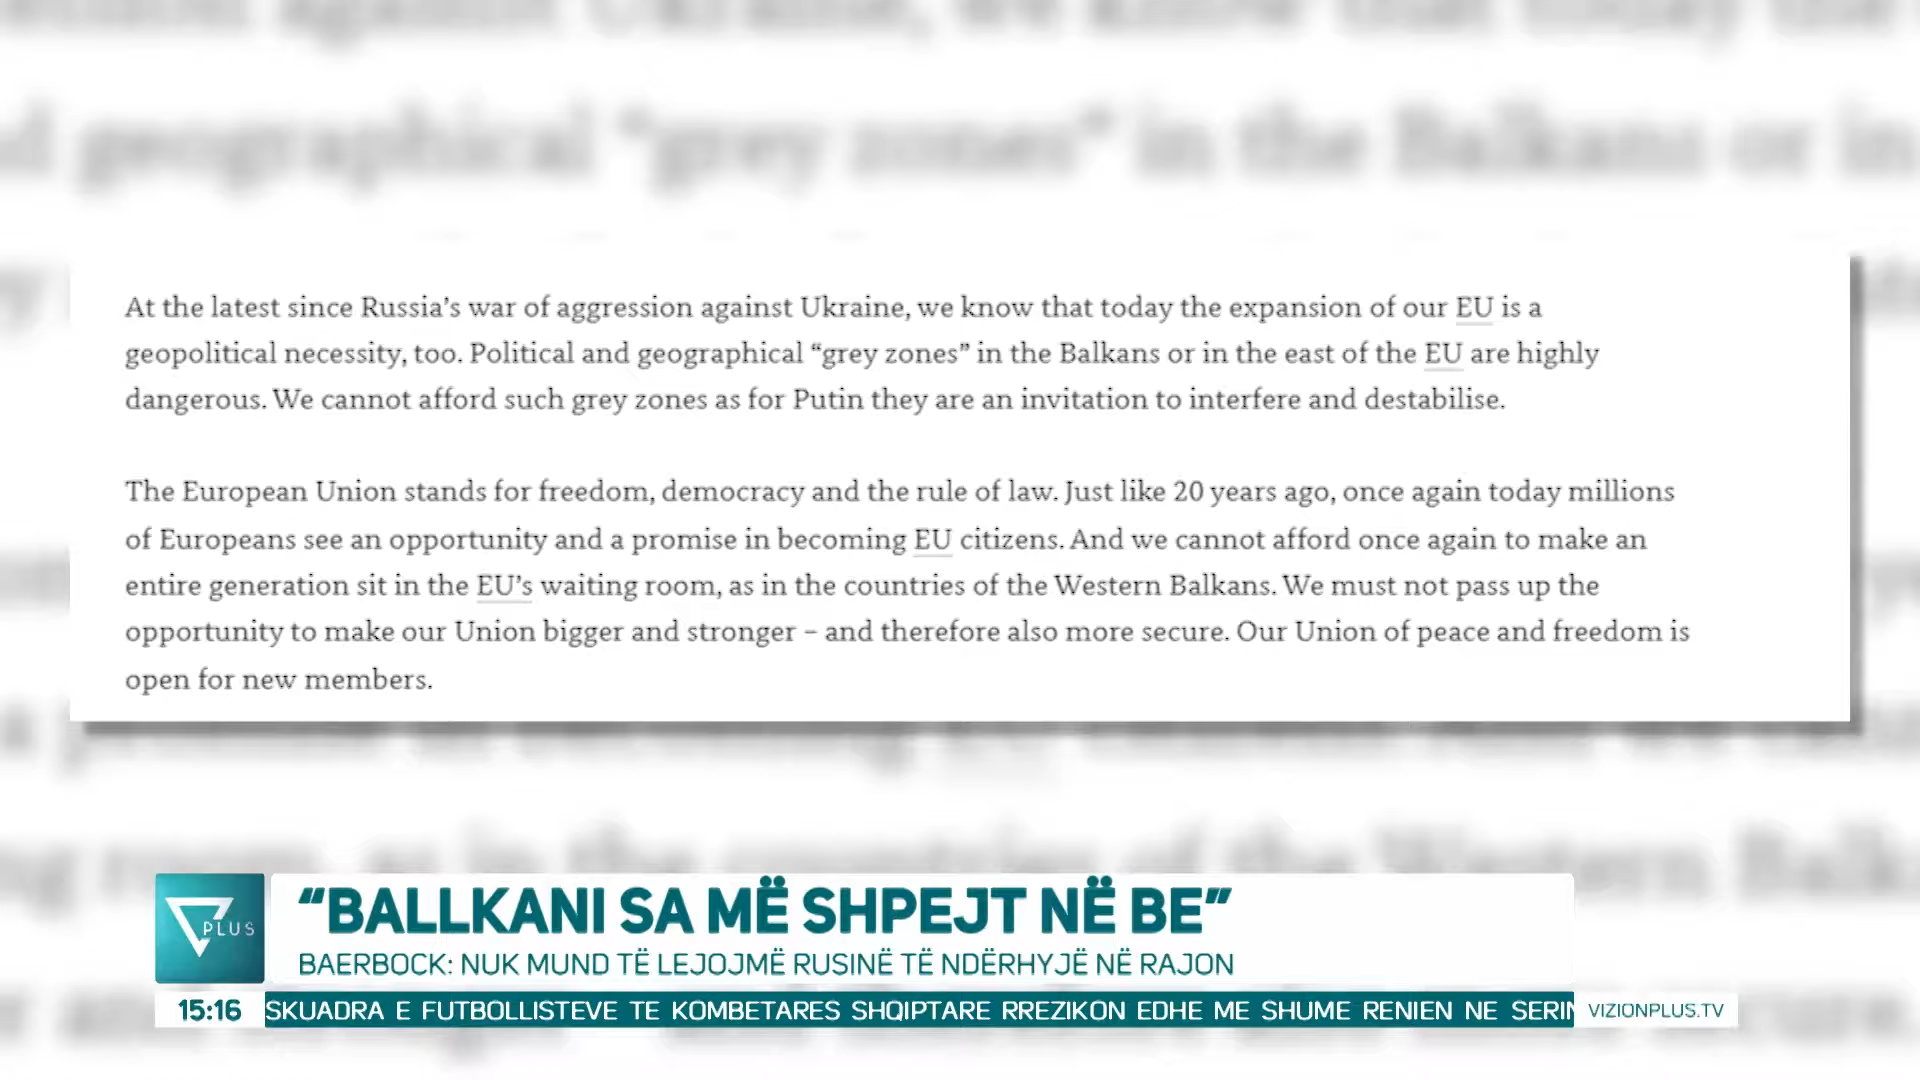 At the latest since Russia's war of aggression against Ukraine, we know that today the expansion of our EU is a
geopolitical necessity, too. Political and geographical “grey zones” in the Balkans or in the east of the EU are highly
dangerous. We cannot afford such grey zones as for Putin they are an invitation to interfere and destabilise.
The European Union stands for freedom, democracy and the rule of law. Just like 20 years ago, once again today millions
of Europeans see an opportunity and a promise in becoming EU citizens. And we cannot afford once again to make an
entire generation sit in the EU's waiting room, as in the countries of the Western Balkans. We must not pass up the
opportunity to make our Union bigger and stronger – and therefore also more secure. Our Union of peace and freedom is
open for new members.
PLUS
“BALLKANI SA MË SHPEJT NË BE”
BAERBOCK: NUK MUND TË LEJOJMË RUSINË TË NDËRHYJË NË RAJON
15:16 SKUADRA E FUTBOLLISTEVE TE KOMBETARES SHQIPTARE RREZIKON EDHE ME SHUME RENIEN NE VIZIONPLUS.TV